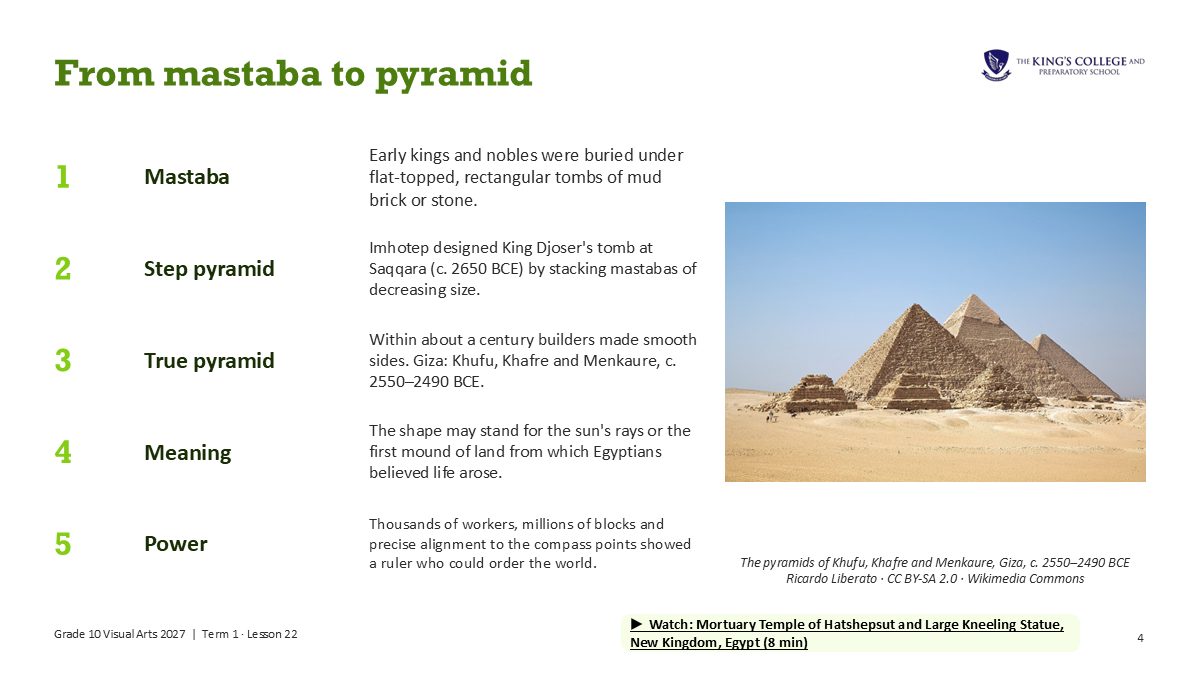 From mastaba to pyramid
THE KING'S COLLEGE AND
PREPARATORY SCHOOL
1
Mastaba
Early kings and nobles were buried under
flat-topped, rectangular tombs of mud
brick or stone.
2
Step pyramid
Imhotep designed King Djoser's tomb at
Saqqara (c. 2650 BCE) by stacking mastabas of
decreasing size.
3
True pyramid
Within about a century builders made smooth
sides. Giza: Khufu, Khafre and Menkaure, c.
2550–2490 BCE.
4
Meaning
The shape may stand for the sun's rays or the
first mound of land from which Egyptians
believed life arose.
5
Power
Thousands of workers, millions of blocks and
precise alignment to the compass points showed
a ruler who could order the world.
The pyramids of Khufu, Khafre and Menkaure, Giza, c. 2550–2490 BCE
Ricardo Liberato · CC BY-SA 2.0 · Wikimedia Commons
Grade 10 Visual Arts 2027 | Term 1 · Lesson 22
▶ Watch: Mortuary Temple of Hatshepsut and Large Kneeling Statue,
New Kingdom, Egypt (8 min)
4